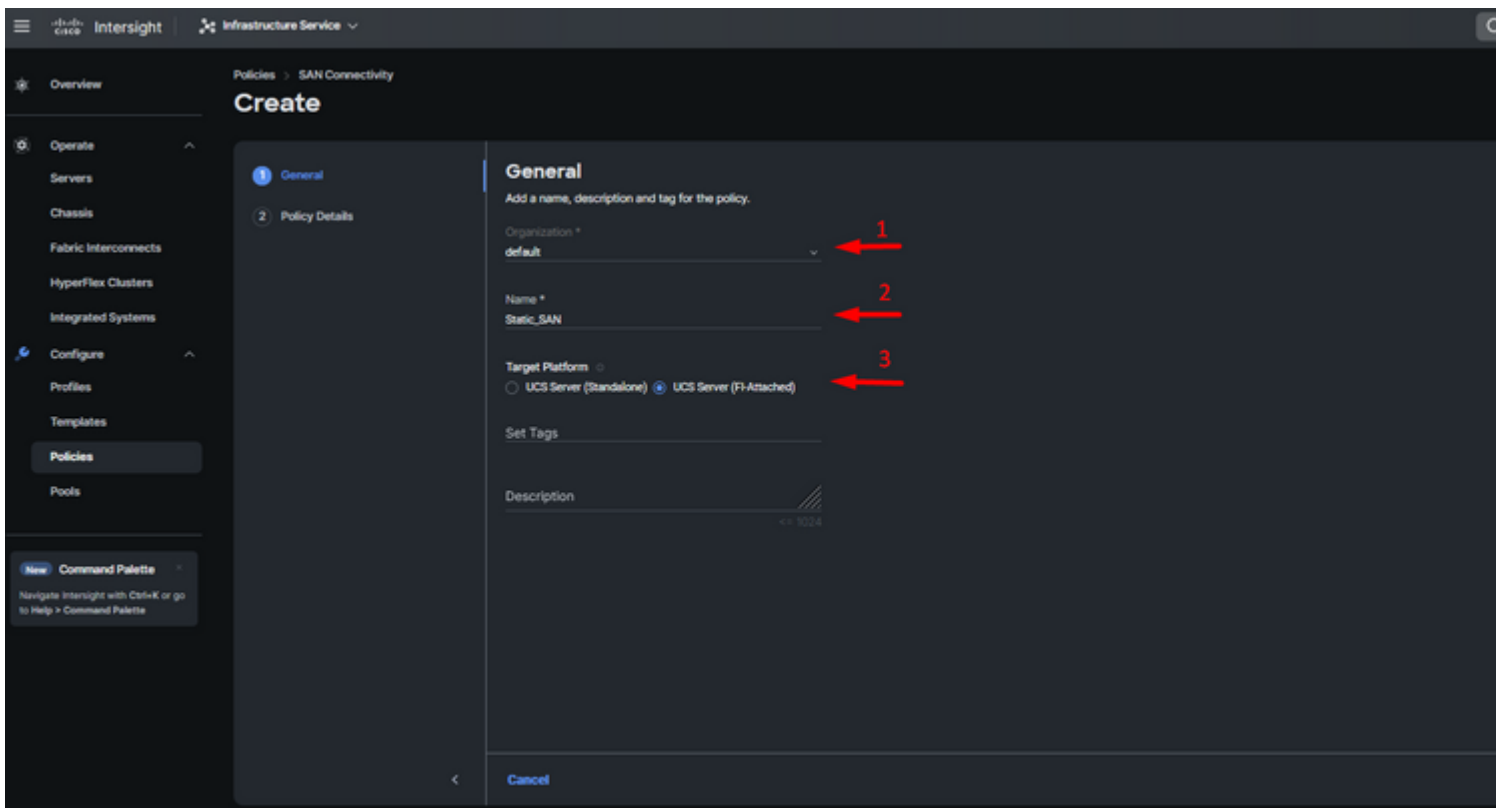 cisco Intersight Infrastructure Service
Overview
Operate
Servers
Chassis
Fabric Interconnects
HyperFlex Clusters
Integrated Systems
Configure
Profiles
Templates
Policies
Pools
New Command Palette
Navigate Intersight with Ctrl+K or go
to Help > Command Palette
Policies > SAN Connectivity
Create
1 General
2 Policy Details
General
Add a name, description and tag for the policy.
Organization *
default
1
Name *
Static_SAN
2
Target Platform
UCS Server (Standalone) UCS Server (FI-Attached)
3
Set Tags
Description
<= 1024
Cancel